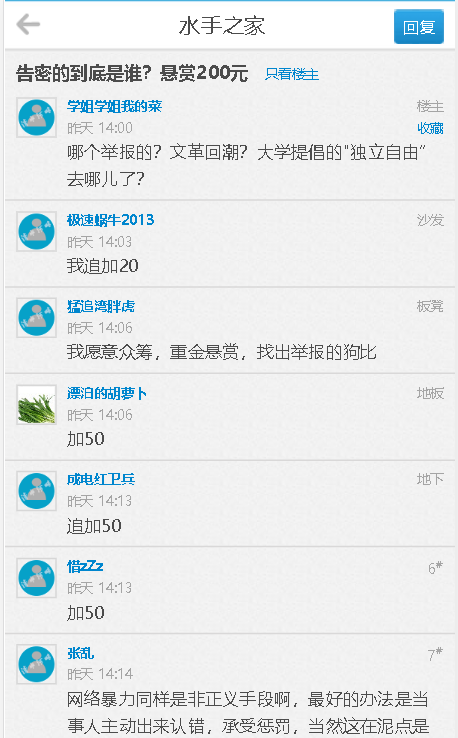 水手之家
回复
告密的到底是谁？悬赏200元 只看楼主
学姐学姐我的菜 楼主
昨天 14:00 收藏
哪个举报的？文革回潮？大学提倡的"独立自由”
去哪儿了？
极速蜗牛2013 沙发
昨天 14:03
我追加20
猛追湾胖虎 板凳
昨天 14:06
我愿意众筹，重金悬赏，找出举报的狗比
漂泊的胡萝卜 地板
昨天 14:06
加50
成电红卫兵 地下
昨天 14:13
追加50
惜zZz 6#
昨天 14:13
加50
张乱 7#
昨天 14:14
网络暴力同样是非正义手段啊，最好的办法是当
事人主动出来认错，承受惩罚，当然这在泥点是